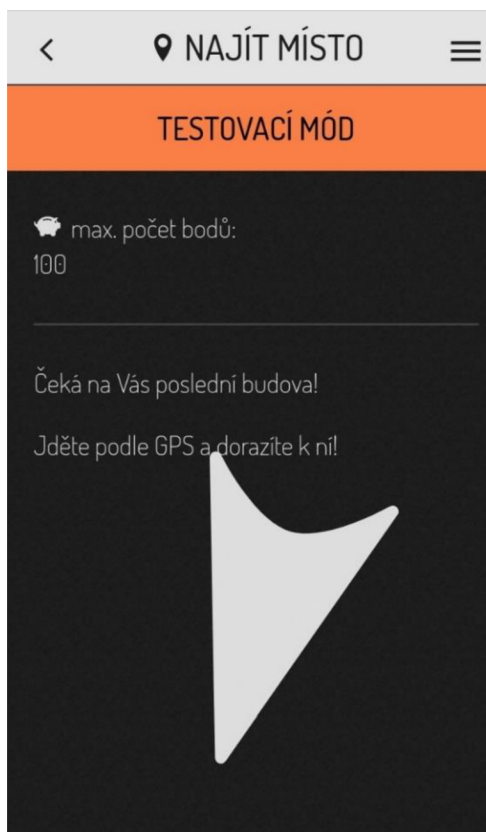 NAJÍT MÍSTO
TESTOVACÍ MÓD
max. počet bodů:
100
Čeká na Vás poslední budova!
Jděte podle GPS a dorazíte k ní!